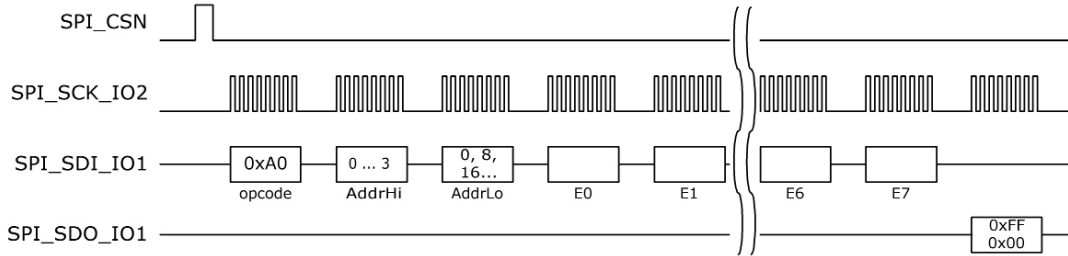 SPI_CSN
SPI_SCK_IO2
SPI_SDI_IO1
0xA0
0 ... 3
0, 8,
16...
opcode
AddrHi
AddrLo
E0
E1
E6
E7
SPI_SDO_IO1
0xFF
0x00